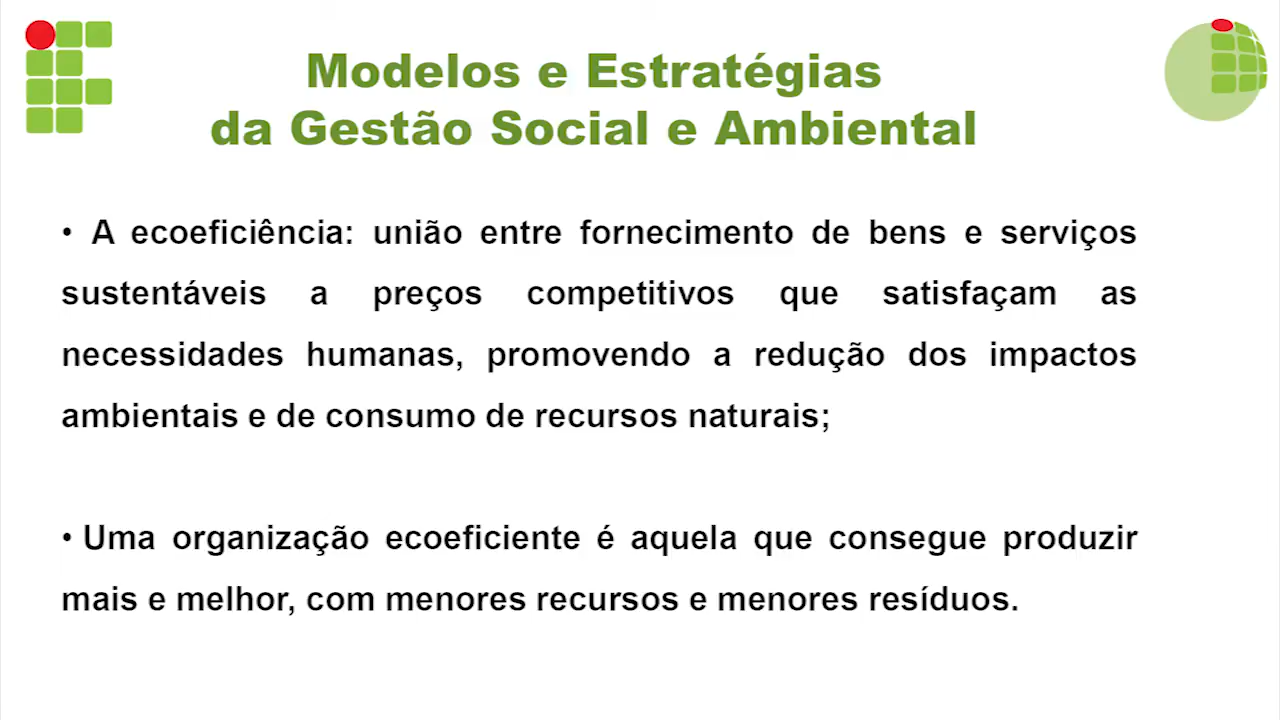 Modelos e Estratégias
da Gestão Social e Ambiental
• A ecoeficiência: união entre fornecimento de bens e serviços
sustentáveis a preços competitivos que satisfaçam as
necessidades humanas, promovendo a redução dos impactos
ambientais e de consumo de recursos naturais;
• Uma organização ecoeficiente é aquela que consegue produzir
mais e melhor, com menores recursos e menores resíduos.